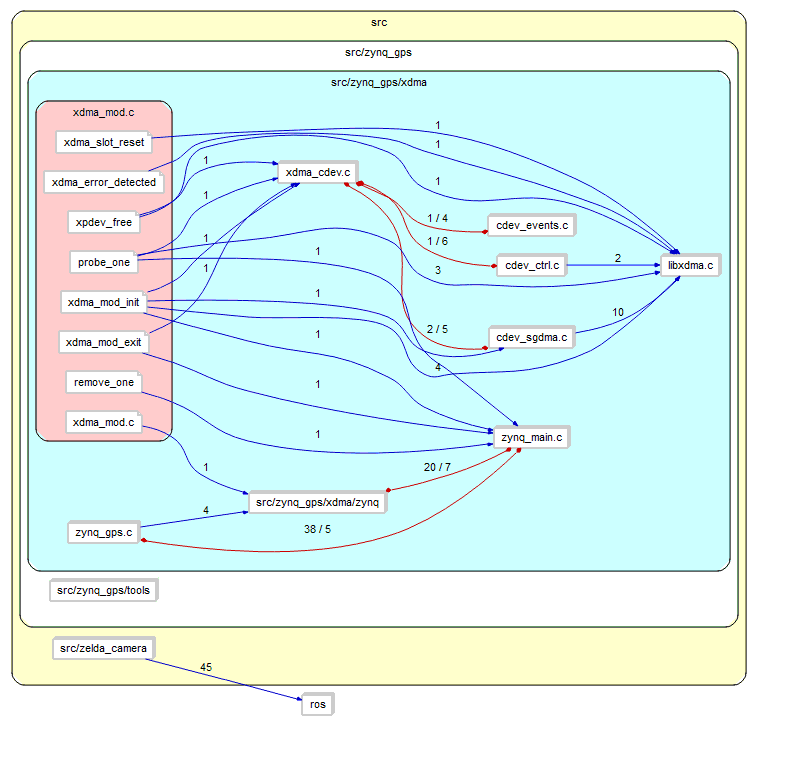 src
src/zynq_gps
src/zynq_gps/xdma
xdma_mod.c
xdma_slot_reset
xdma_error_detected
xpdev_free
probe_one
xdma_mod_init
xdma_mod_exit
remove_one
xdma_mod.c
zynq_gps.c
src/zynq_gps/tools
src/zelda_camera
xdma_cdev.c
src/zynq_gps/xdma/zynq
ros
cdev_events.c
cdev_ctrl.c
cdev_sgdma.c
zynq_main.c
libxdma.c
1
1
1
1
1
1
1
1
1
1
1
1
4
45
1 / 4
1 / 6
3
2 / 5
4
20 / 7
38 / 5
2
10